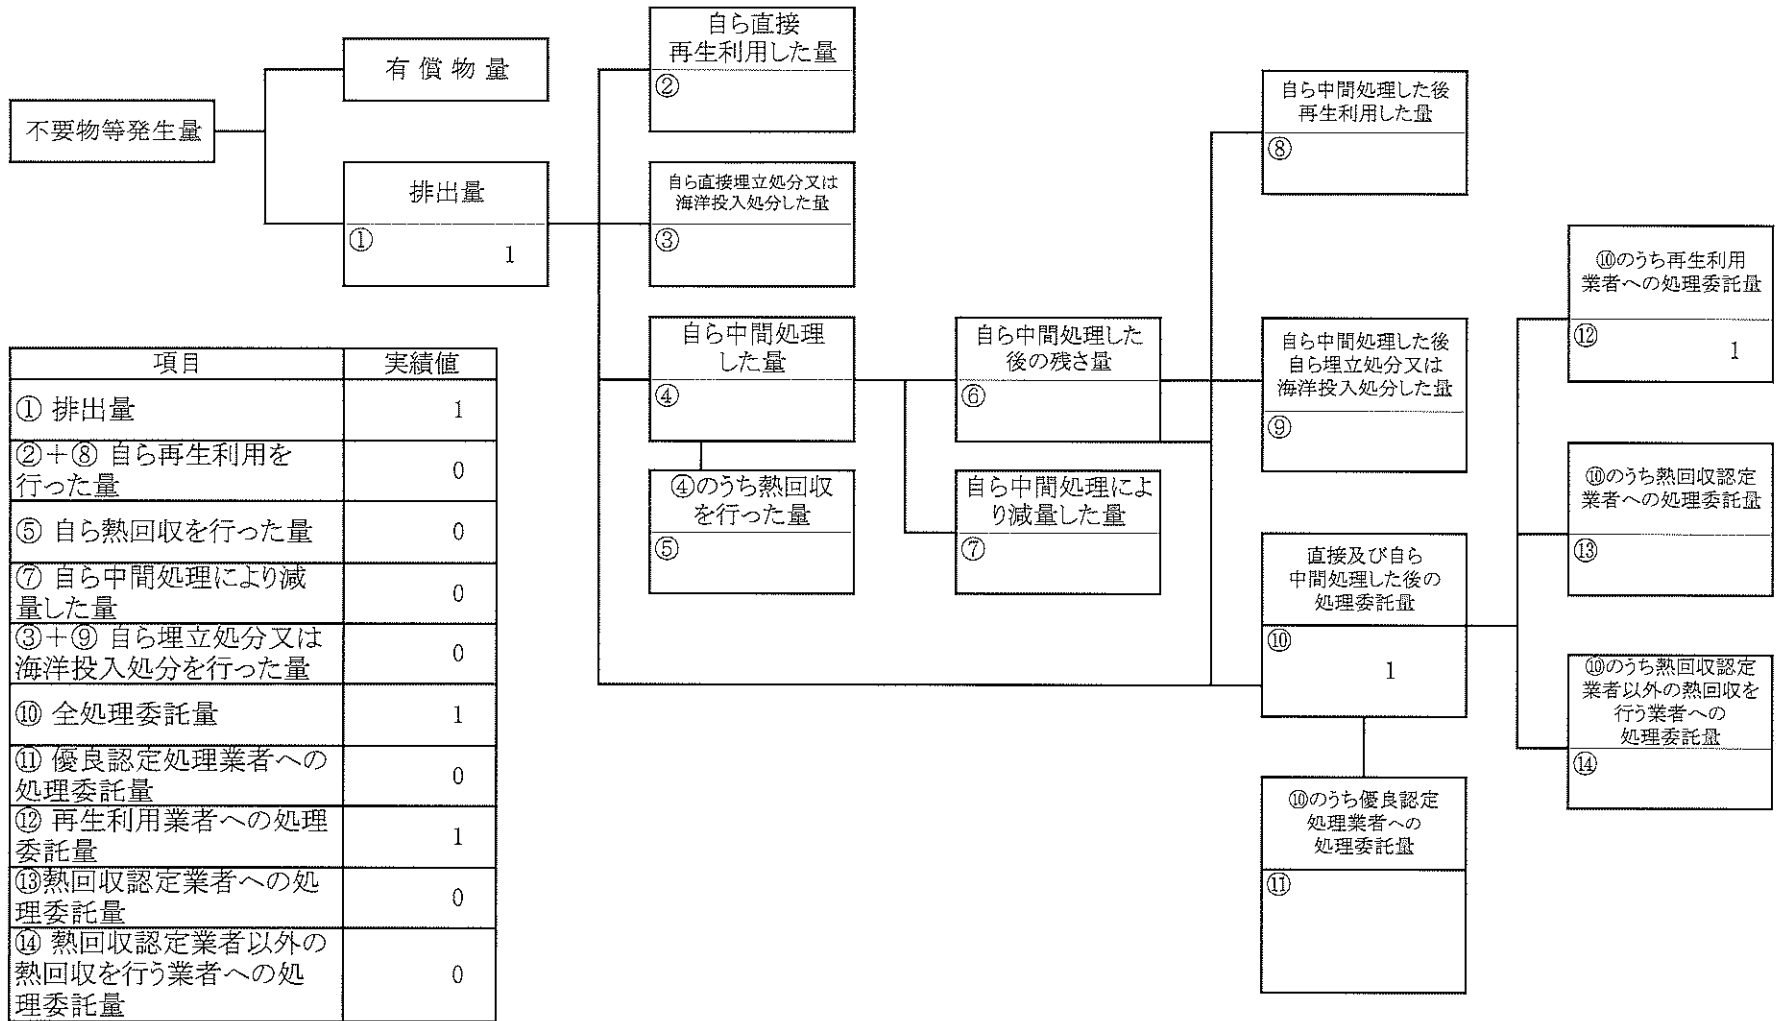 不要物等発生量
有 償 物 量
排出量
①
1
自ら直接
再生利用した量
②
自ら直接埋立処分又は
海洋投入処分した量
③
自ら中間処理
した量
④
④のうち熱回収
を行った量
⑤
自ら中間処理した
後の残さ量
⑥
自ら中間処理によ
り減量した量
⑦
自ら中間処理した後
再生利用した量
⑧
自ら中間処理した後
自ら埋立処分又は
海洋投入処分した量
⑨
直接及び自ら
中間処理した後の
処理委託量
⑩
1
⑩のうち優良認定
処理業者への
処理委託量
⑪
⑩のうち再生利用
業者への処理委託量
⑫
1
⑩のうち熱回収認定
業者への処理委託量
⑬
⑩のうち熱回収認定
業者以外の熱回収を
行う業者への
処理委託量
⑭
項目 実績値
① 排出量 1
②+⑧ 自ら再生利用を
行った量 0
⑤ 自ら熱回収を行った量 0
⑦ 自ら中間処理により減
量した量 0
③+⑨ 自ら埋立処分又は
海洋投入処分を行った量 0
⑩ 全処理委託量 1
⑪ 優良認定処理業者への
処理委託量 0
⑫ 再生利用業者への処理
委託量 1
⑬熱回収認定業者への処
理委託量 0
⑭ 熱回収認定業者以外の
熱回収を行う業者への処
理委託量 0